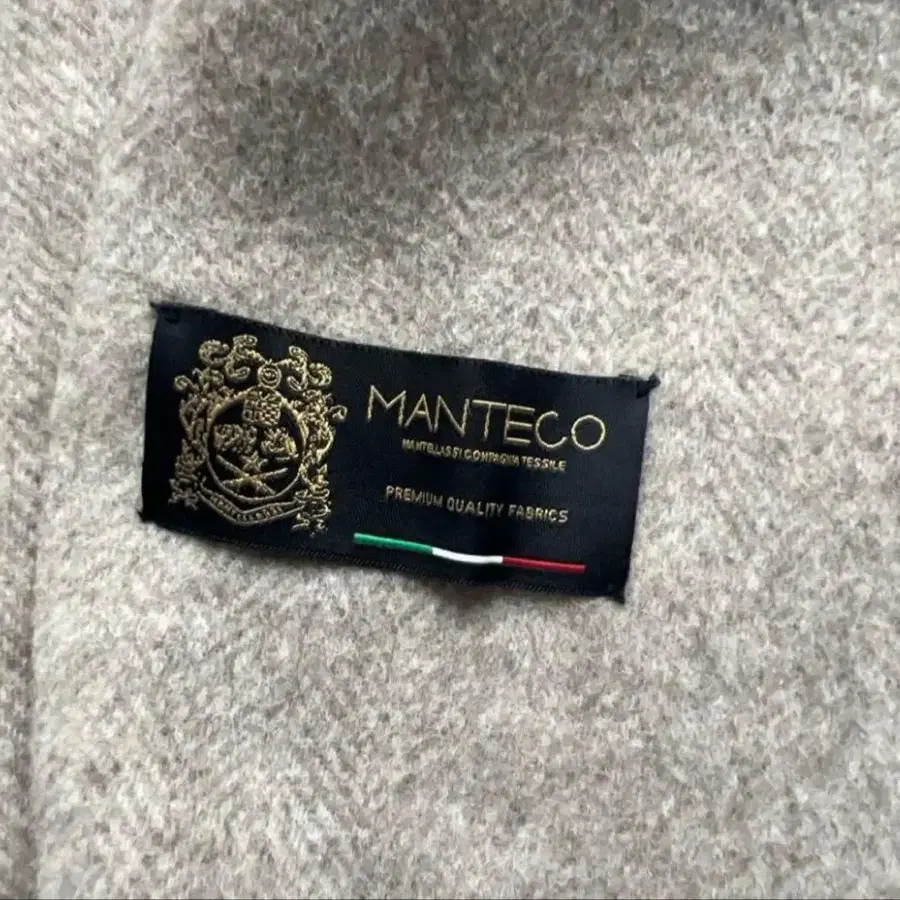 MANTECO
MANTELLASSI COMPAGNIA TESSILE
PREMIUM QUALITY FABRICS